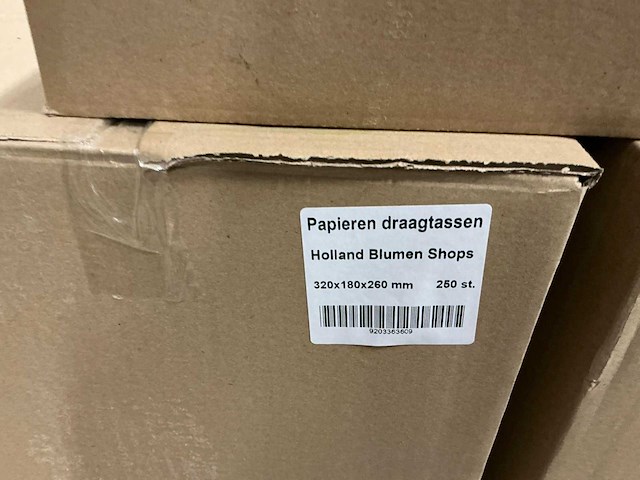 Papieren draagtassen
Holland Blumen Shops
320x180x260 mm 250 st.
9203363609